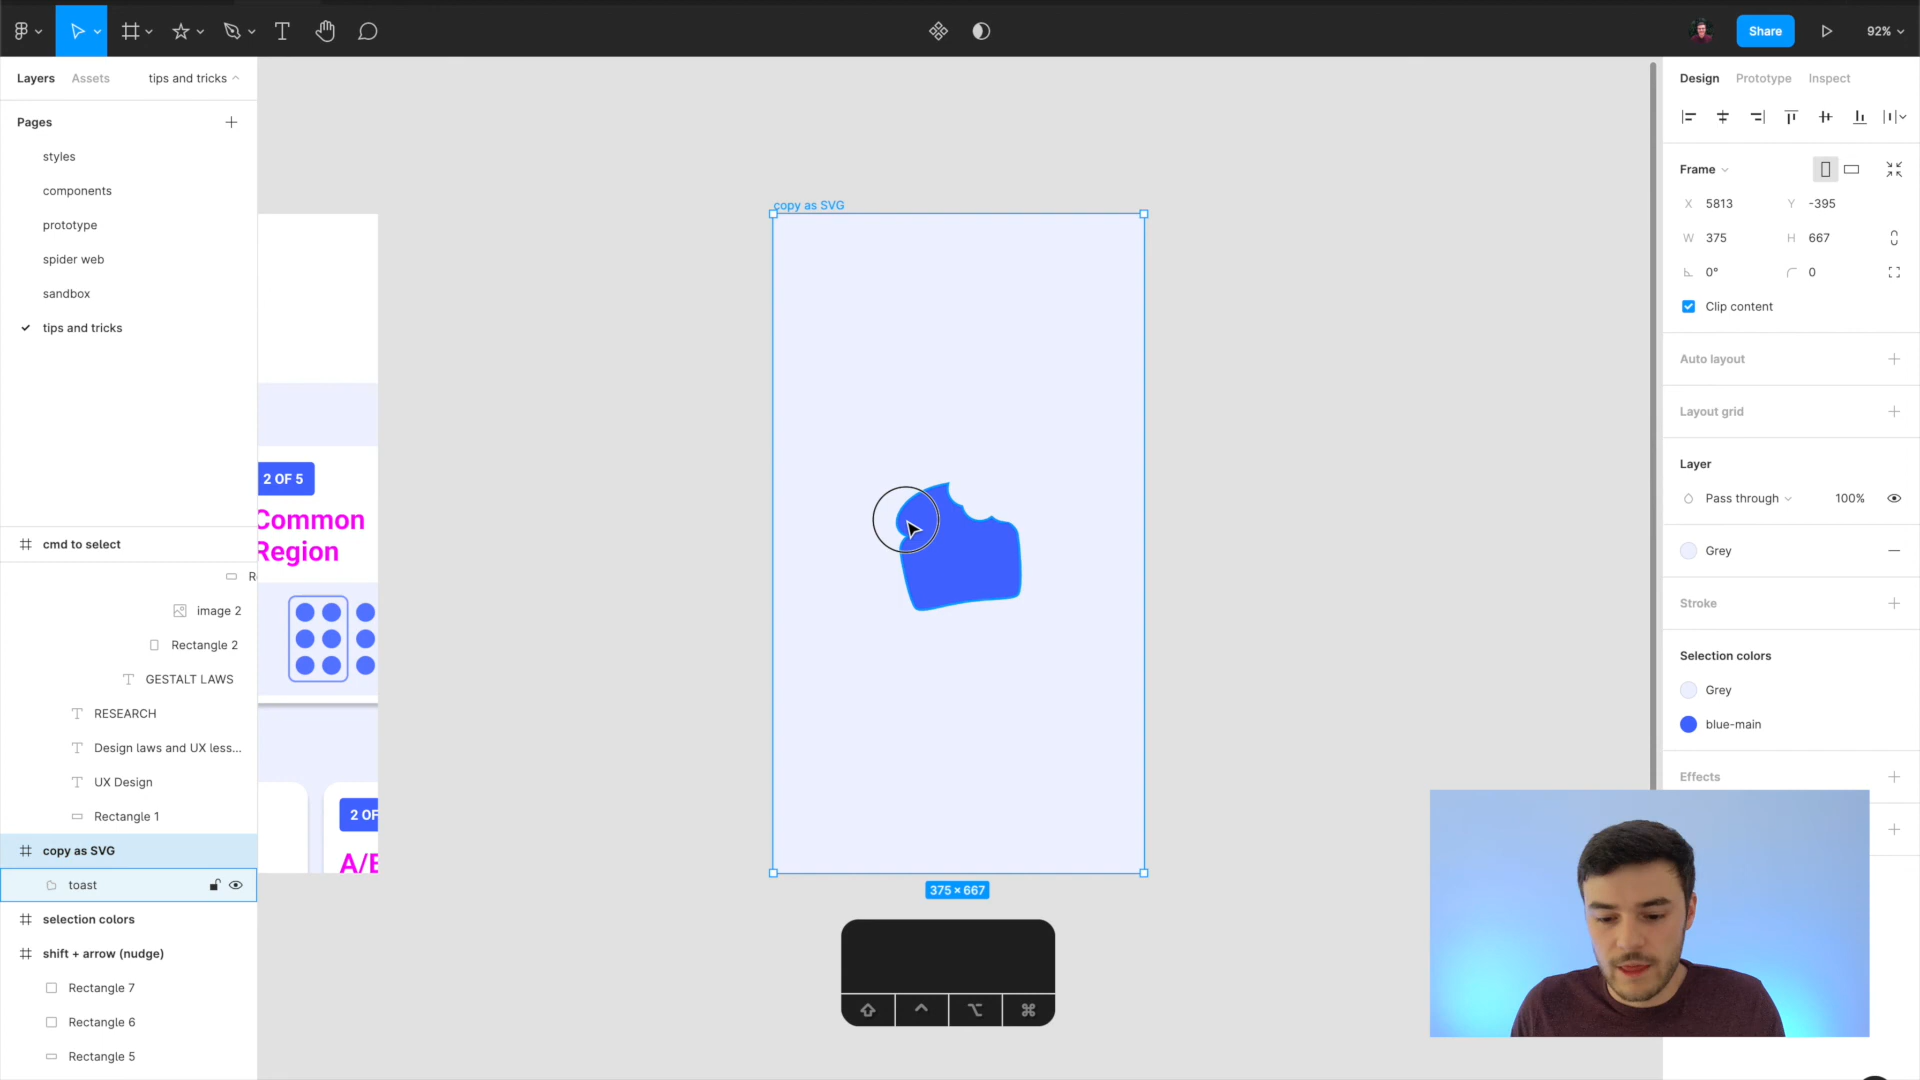 Share
92%
Layers
Assets
tips and tricks
Pages
styles
components
prototype
spider web
sandbox
tips and tricks
cmd to select
image 2
Rectangle 2
GESTALT LAWS
RESEARCH
Design laws and UX less...
UX Design
Rectangle 1
copy as SVG
toast
selection colors
shift + arrow (nudge)
Rectangle 7
Rectangle 6
Rectangle 5
2 OF 5
Common
Region
2 OF
A/B
copy as SVG
375 × 667
Design
Prototype
Inspect
Frame
X 5813
Y -395
W 375
H 667
0°
0
Clip content
Auto layout
Layout grid
Layer
Pass through
100%
Grey
Stroke
Selection colors
Grey
blue-main
Effects